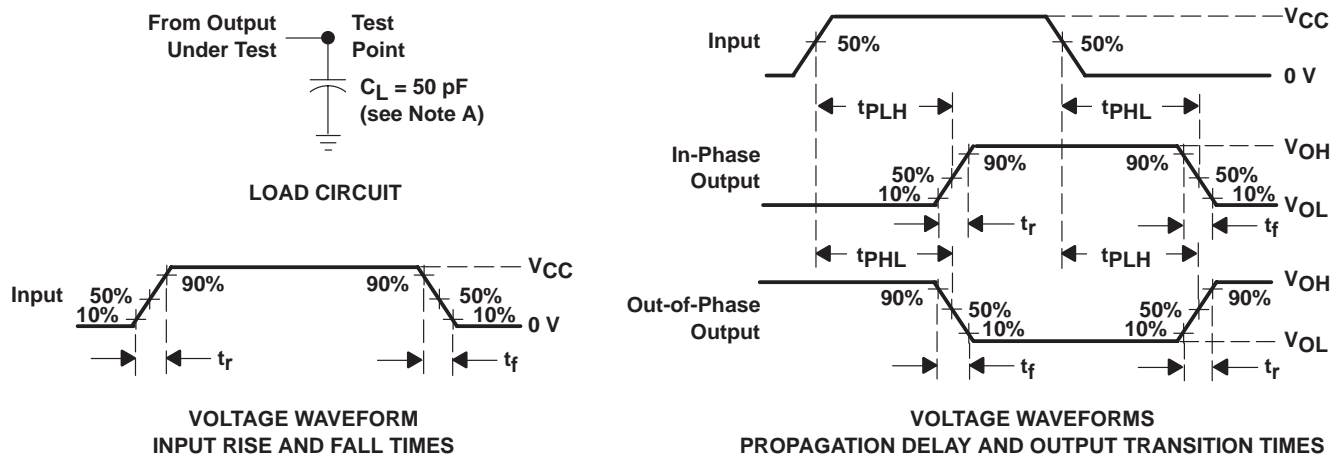 From Output
Under Test
Test
Point
CL = 50 pF
(see Note A)
LOAD CIRCUIT
Input
50%
10%
90%
90%
50%
10%
VCC
0 V
tr
tf
VOLTAGE WAVEFORM
INPUT RISE AND FALL TIMES
Input
50%
50%
VCC
0 V
tPLH
tPHL
In-Phase
Output
50%
10%
90%
90%
50%
10%
VOH
VOL
tr
tf
tPHL
tPLH
Out-of-Phase
Output
90%
50%
10%
50%
10%
90%
VOH
VOL
tf
tr
VOLTAGE WAVEFORMS
PROPAGATION DELAY AND OUTPUT TRANSITION TIMES